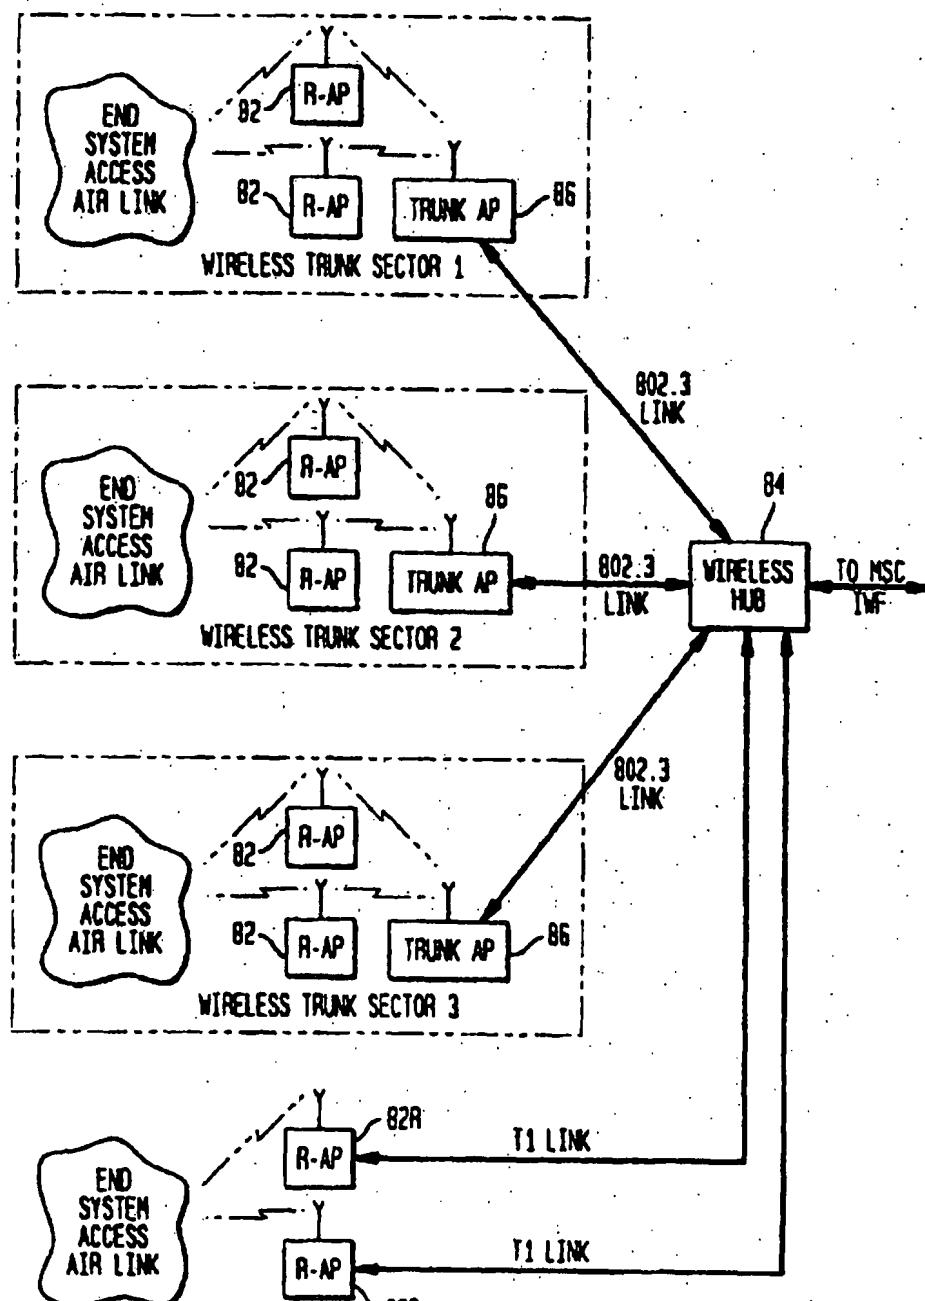 82
R-AP
END
SYSTEM
ACCESS
AIR LINK
82
R-AP
TRUNK AP
86
WIRELESS TRUNK SECTOR 1
802.3
LINK
82
R-AP
END
SYSTEM
ACCESS
AIR LINK
86
84
82
R-AP
TRUNK AP
802.3
LINK
WIRELESS
HUB
TO MSC
IWF
WIRELESS TRUNK SECTOR 2
802.3
LINK
82
R-AP
END
SYSTEM
ACCESS
AIR LINK
82
R-AP
TRUNK AP
86
WIRELESS TRUNK SECTOR 3
82A
R-AP
T1 LINK
END
SYSTEM
ACCESS
AIR LINK
R-AP
T1 LINK